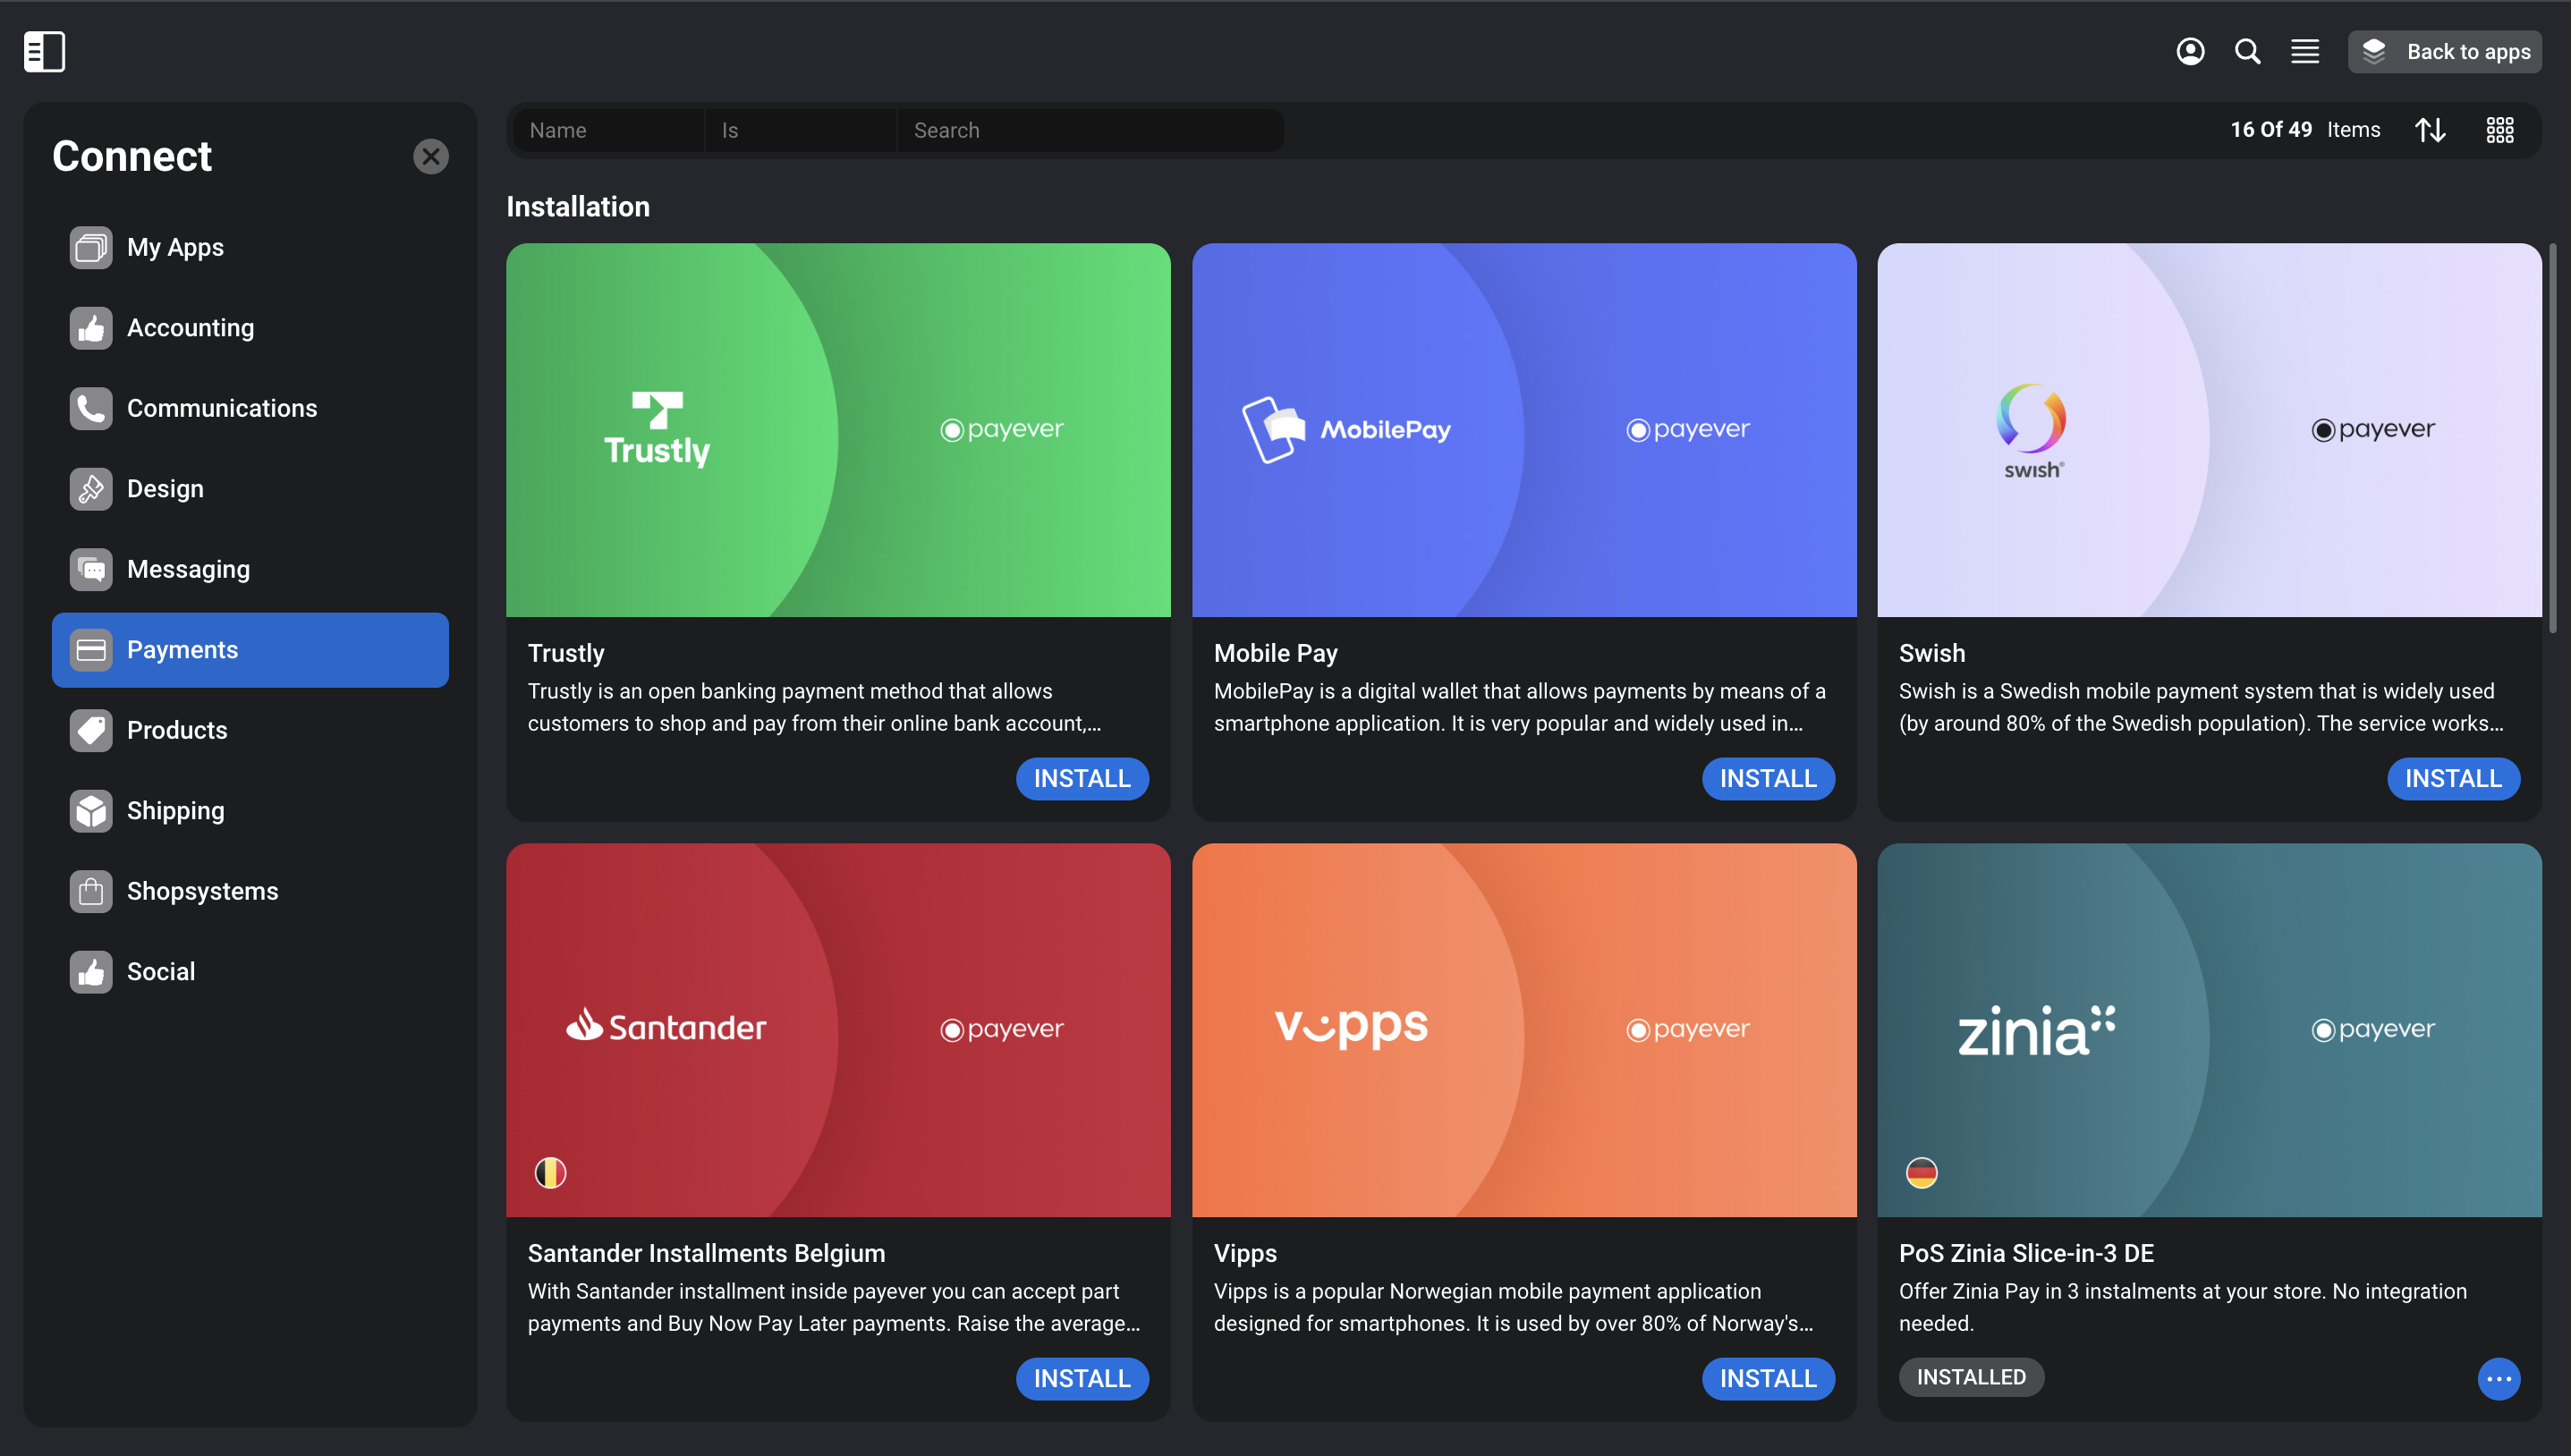 Back to apps
Connect
My Apps
Accounting
Communications
Design
Messaging
Payments
Products
Shipping
Shopsystems
Social
Name
Is
Search
16 Of 49 Items
Installation
Trustly
payever
Trustly
Trustly is an open banking payment method that allows
customers to shop and pay from their online bank account,...
INSTALL
MobilePay
payever
Mobile Pay
MobilePay is a digital wallet that allows payments by means of a
smartphone application. It is very popular and widely used in...
INSTALL
swish®
payever
Swish
Swish is a Swedish mobile payment system that is widely used
(by around 80% of the Swedish population). The service works...
INSTALL
Santander
payever
Santander Installments Belgium
With Santander installment inside payever you can accept part
payments and Buy Now Pay Later payments. Raise the average...
INSTALL
vipps
payever
Vipps
Vipps is a popular Norwegian mobile payment application
designed for smartphones. It is used by over 80% of Norway's...
INSTALL
zinia
payever
PoS Zinia Slice-in-3 DE
Offer Zinia Pay in 3 instalments at your store. No integration
needed.
INSTALLED